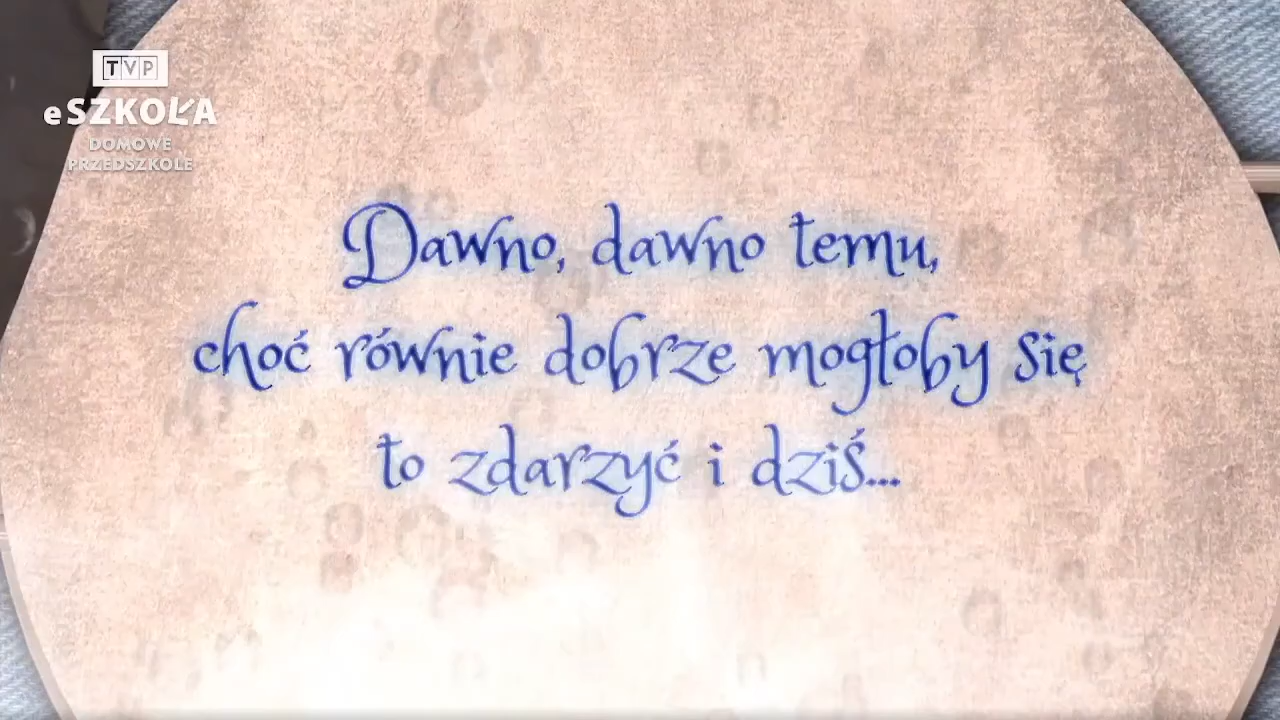 TVP
eSZKOŁA
DOMOWE
PRZEDSZKOLE
Dawno, dawno temu,
choć równie dobrze mogłoby się
to zdarzyć i dziś...